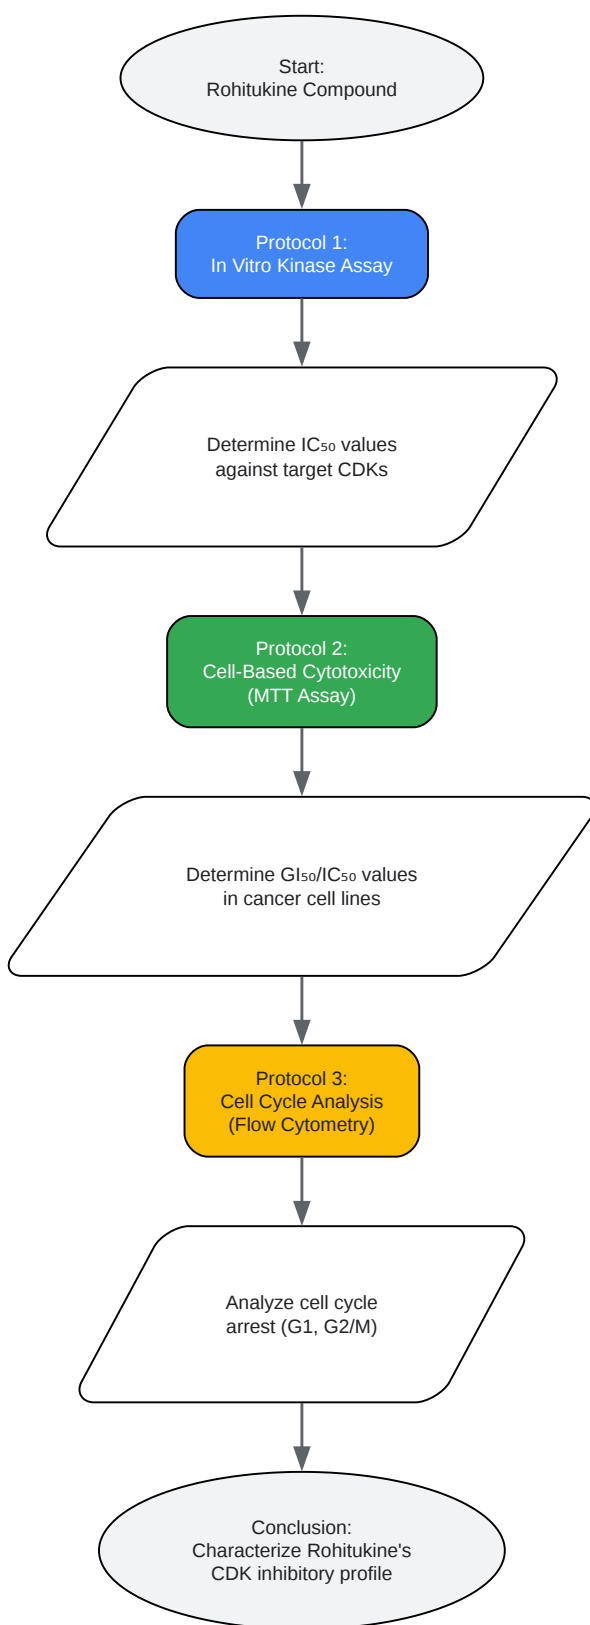 Start:
Rohitukine Compound
Protocol 1:
In Vitro Kinase Assay
Determine IC₅₀ values
against target CDKs
Protocol 2:
Cell-Based Cytotoxicity
(MTT Assay)
Determine GI₅₀/IC₅₀ values
in cancer cell lines
Protocol 3:
Cell Cycle Analysis
(Flow Cytometry)
Analyze cell cycle
arrest (G1, G2/M)
Conclusion:
Characterize Rohitukine's
CDK inhibitory profile